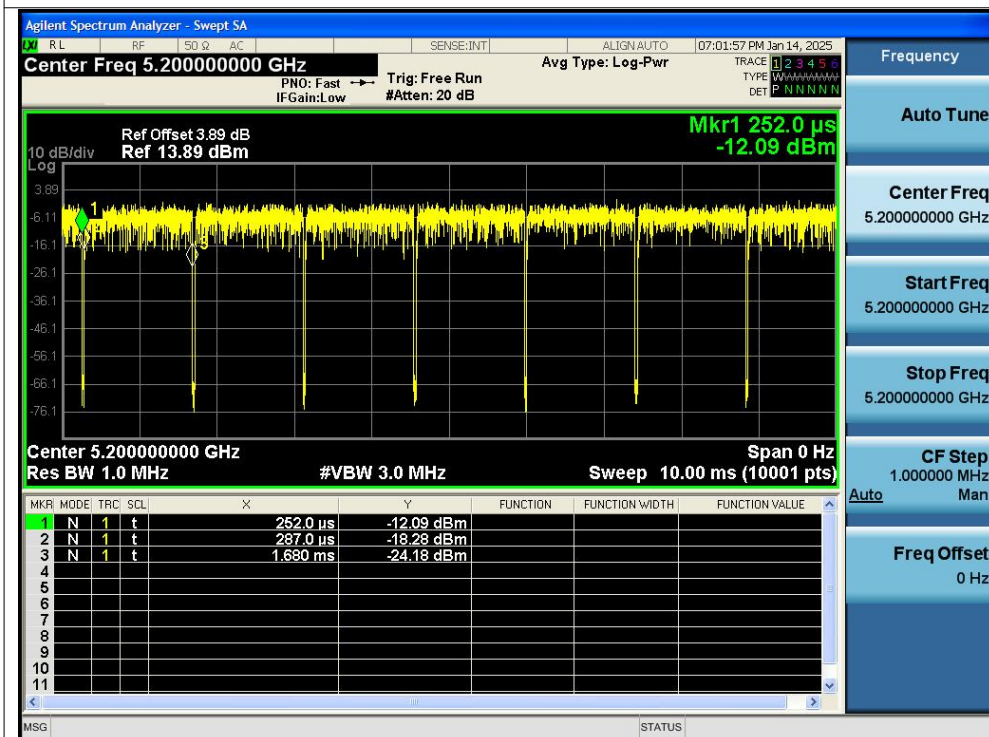 Agilent Spectrum Analyzer - Swept SA
LXI RL RF 50 Ω AC SENSE:INT ALIGN AUTO 07:01:57 PM Jan 14, 2025
Center Freq 5.200000000 GHz
PNO: Fast
IFGain:Low
Trig: Free Run
#Atten: 20 dB
Avg Type: Log-Pwr
TRACE 1 2 3 4 5 6
TYPE WWWWWWW
DET P N N N N N
Ref Offset 3.89 dB
Ref 13.89 dBm
10 dB/div
Log
Mkr1 252.0 µs
-12.09 dBm
3.89
-6.11
-16.1
-26.1
-36.1
-46.1
-56.1
-66.1
-76.1
1
3
Center 5.200000000 GHz
Span 0 Hz
Res BW 1.0 MHz
#VBW 3.0 MHz
Sweep 10.00 ms (10001 pts)
MKR MODE TRC SCL X Y FUNCTION FUNCTION WIDTH FUNCTION VALUE
1 N 1 t 252.0 µs -12.09 dBm
2 N 1 t 287.0 µs -18.28 dBm
3 N 1 t 1.680 ms -24.18 dBm
4
5
6
7
8
9
10
11
MSG
STATUS
Frequency
Auto Tune
Center Freq
5.200000000 GHz
Start Freq
5.200000000 GHz
Stop Freq
5.200000000 GHz
CF Step
1.000000 MHz
Auto Man
Freq Offset
0 Hz